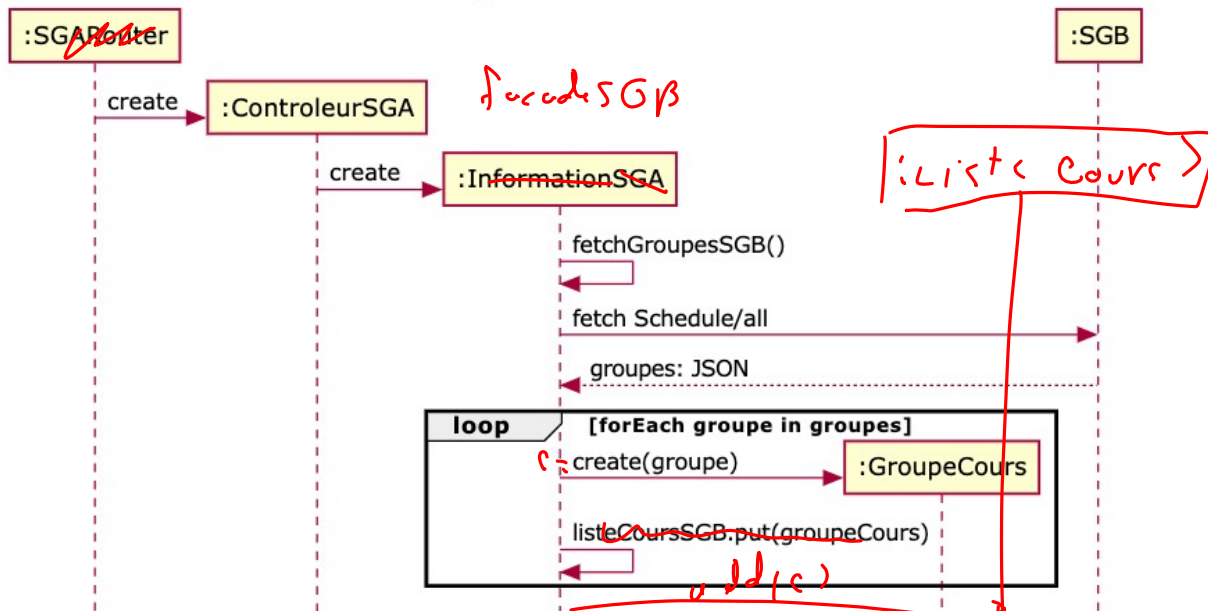 :SGARouter
:SGB
create
:ControleurSGA
facadeSGB
create
:InformationSGA
:Liste Cours
fetchGroupesSGB()
fetch Schedule/all
groupes: JSON
loop [forEach groupe in groupes]
c= create(groupe)
:GroupeCours
listeCoursSGB.put(groupeCours)
add(c)